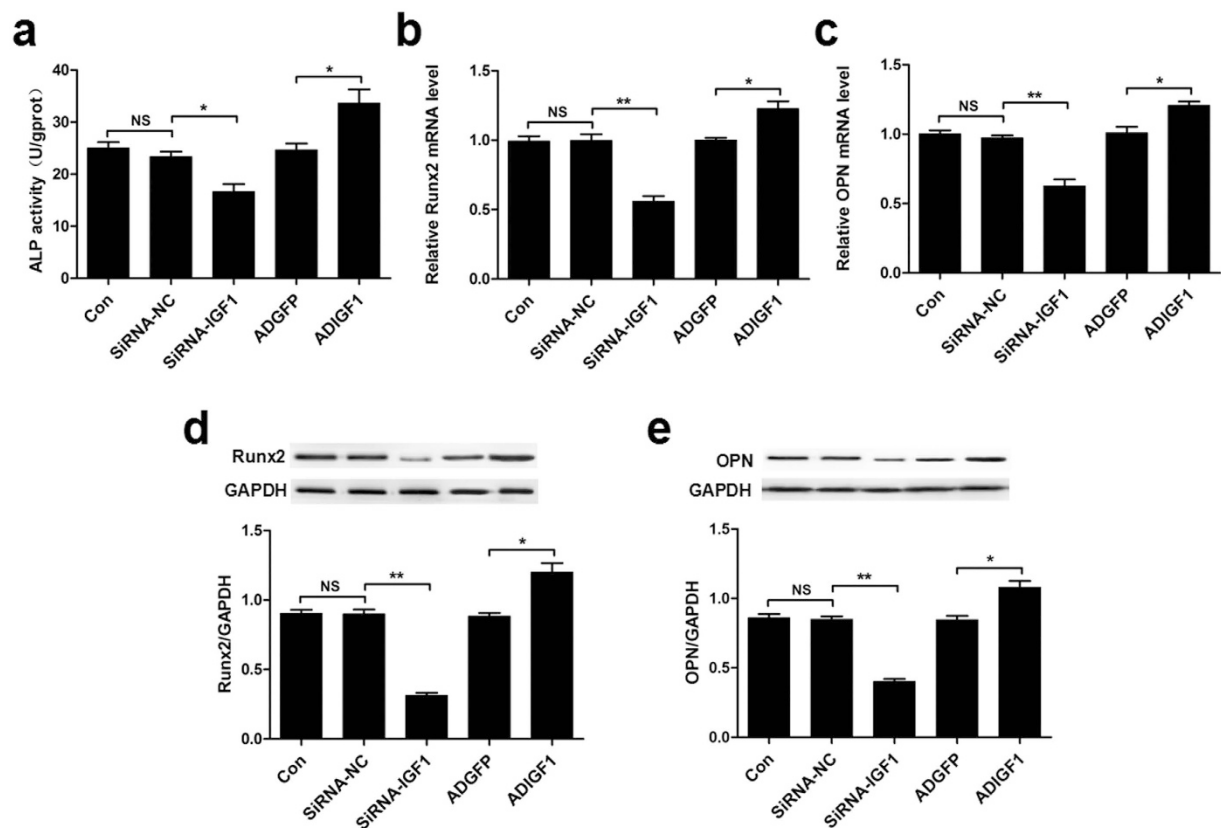 a
ALP activity（U/gprot）
40
30
20
10
0
NS
*
*
Con
SiRNA-NC
SiRNA-IGF1
ADGFP
ADIGF1
b
Relative Runx2 mRNA level
1.5
1.0
0.5
0.0
NS
**
*
Con
SiRNA-NC
SiRNA-IGF1
ADGFP
ADIGF1
c
Relative OPN mRNA level
1.5
1.0
0.5
0.0
NS
**
*
Con
SiRNA-NC
SiRNA-IGF1
ADGFP
ADIGF1
d
Runx2
GAPDH
Runx2/GAPDH
1.5
1.0
0.5
0.0
NS
**
*
Con
SiRNA-NC
SiRNA-IGF1
ADGFP
ADIGF1
e
OPN
GAPDH
OPN/GAPDH
1.5
1.0
0.5
0.0
NS
**
*
Con
SiRNA-NC
SiRNA-IGF1
ADGFP
ADIGF1